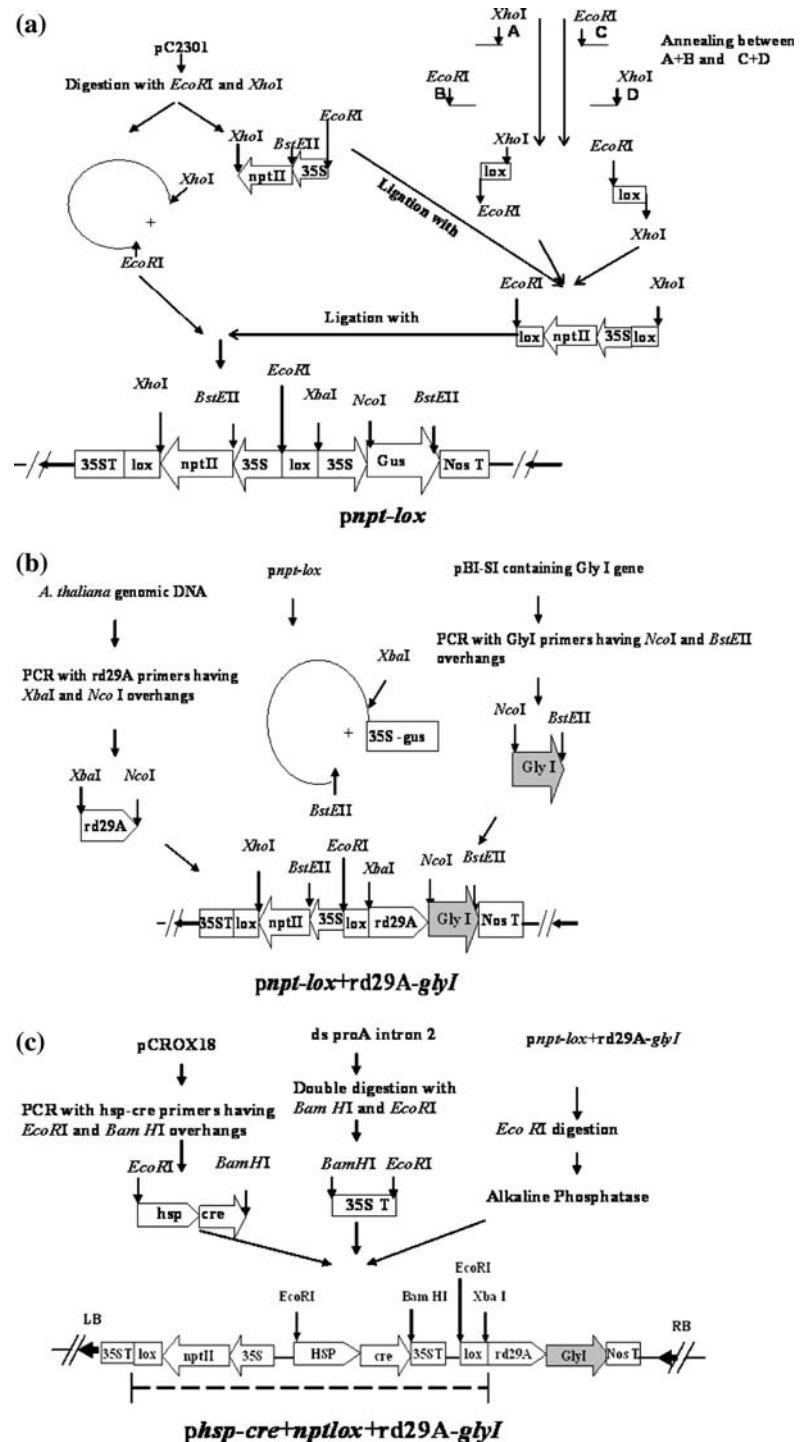 (a)
pC2301
Digestion with EcoRI and XhoI
XhoI
BstEII
EcoRI
nptII
35S
XhoI
+
EcoRI
XhoI
A
EcoRI
C
Annealing between
A+B and C+D
EcoRI
B
XhoI
D
XhoI
lox
EcoRI
EcoRI
lox
XhoI
Ligation with
EcoRI
XhoI
lox
nptII
35S
lox
Ligation with
XhoI
BstEII
EcoRI
XbaI
NcoI
BstEII
35ST
lox
nptII
35S
lox
35S
Gus
Nos T
pnpt-lox
(b)
A. thaliana genomic DNA
PCR with rd29A primers having
XbaI and Nco I overhangs
XbaI
NcoI
rd29A
pnpt-lox
XbaI
+
35S-gus
BstEII
pBI-SI containing Gly I gene
PCR with GlyI primers having NcoI and BstEII
overhangs
NcoI
BstEII
Gly I
XhoI
BstEII
EcoRI
XbaI
NcoI
BstEII
35ST
lox
nptII
35S
lox
rd29A
Gly I
Nos T
pnpt-lox+rd29A-glyI
(c)
pCROX18
PCR with hsp-cre primers having
EcoRI and Bam HI overhangs
EcoRI
BamHI
hsp
cre
ds proA intron 2
Double digestion with
Bam HI and EcoRI
BamHI
EcoRI
35S T
pnpt-lox+rd29A-glyI
Eco RI digestion
Alkaline Phosphatase
LB
EcoRI
Bam HI
EcoRI
Xba I
RB
35ST
lox
nptII
35S
HSP
cre
35ST
lox
rd29A
GlyI
Nos T
phsp-cre+nptlox+rd29A-glyI